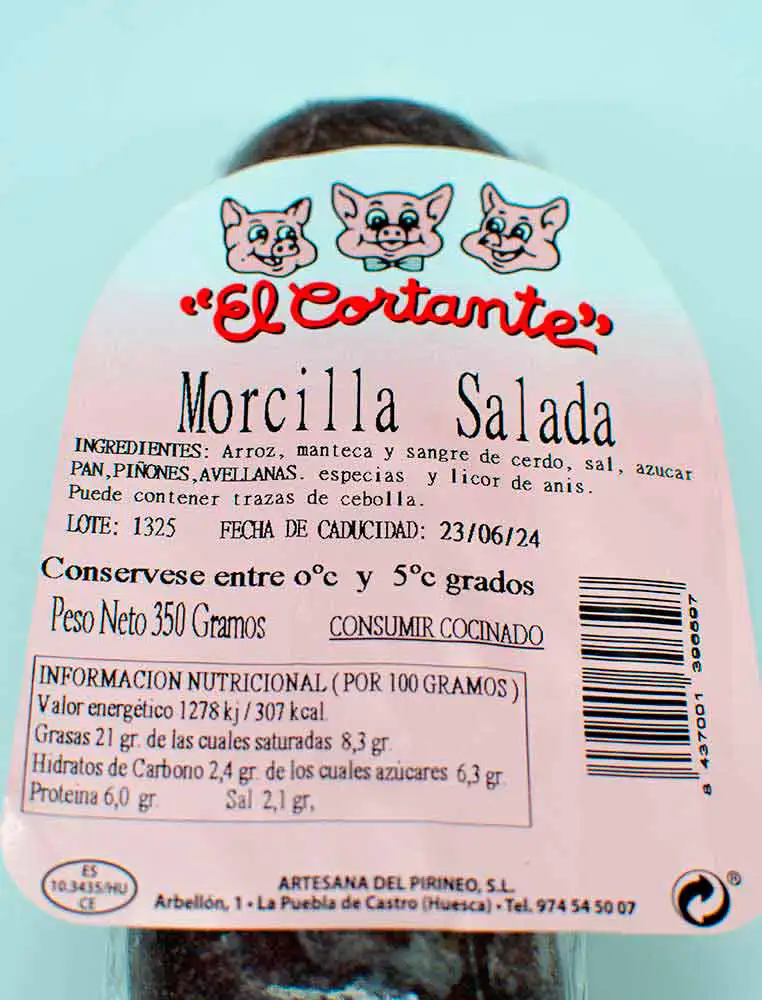 "El Cortante"
Morcilla Salada
INGREDIENTES: Arroz, manteca y sangre de cerdo, sal, azucar
PAN,PIÑONES,AVELLANAS. especias y licor de anis.
Puede contener trazas de cebolla.
LOTE: 1325 FECHA DE CADUCIDAD: 23/06/24
Conservese entre 0ºc y 5ºc grados
Peso Neto 350 Gramos CONSUMIR COCINADO
INFORMACION NUTRICIONAL ( POR 100 GRAMOS )
Valor energético 1278 kj / 307 kcal.
Grasas 21 gr. de las cuales saturadas 8,3 gr.
Hidratos de Carbono 2,4 gr. de los cuales azúcares 6,3 gr.
Proteina 6,0 gr. Sal 2,1 gr,
8 437001 396697
ES
10.3435/HU
CE
ARTESANA DEL PIRINEO, S.L.
Arbellón, 1 • La Puebla de Castro (Huesca) • Tel. 974 54 50 07
®